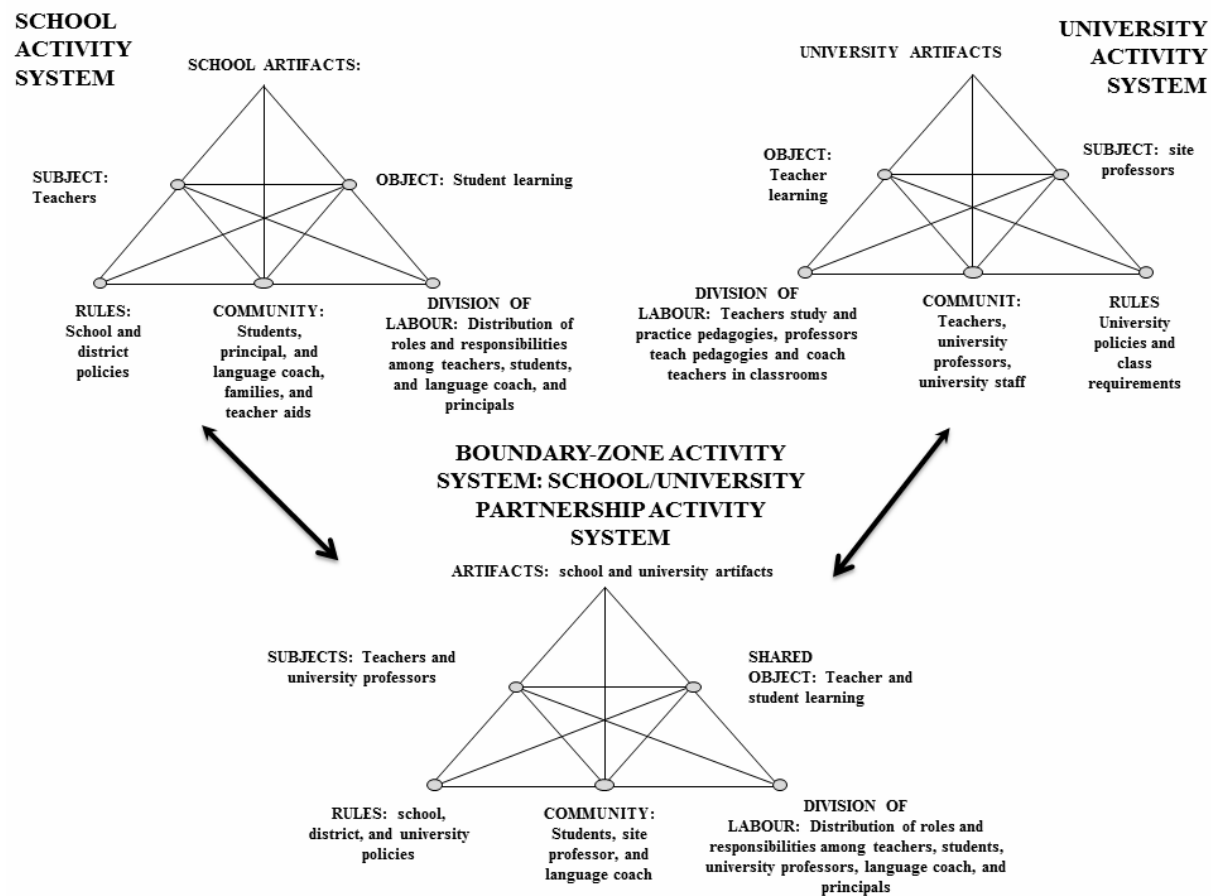 SCHOOL
ACTIVITY
SYSTEM
SCHOOL ARTIFACTS:
SUBJECT:
Teachers
OBJECT: Student learning
RULES:
School and
district
policies
COMMUNITY:
Students,
principal, and
language coach,
families, and
teacher aids
DIVISION OF
LABOUR: Distribution of
roles and responsibilities
among teachers, students,
and language coach, and
principals
UNIVERSITY
ACTIVITY
SYSTEM
UNIVERSITY ARTIFACTS
OBJECT:
Teacher
learning
SUBJECT: site
professors
DIVISION OF
LABOUR: Teachers study and
practice pedagogies, professors
teach pedagogies and coach
teachers in classrooms
COMMUNIT:
Teachers,
university
professors,
university staff
RULES
University
policies and
class
requirements
BOUNDARY-ZONE ACTIVITY
SYSTEM: SCHOOL/UNIVERSITY
PARTNERSHIP ACTIVITY
SYSTEM
ARTIFACTS: school and university artifacts
SUBJECTS: Teachers and
university professors
SHARED
OBJECT: Teacher and
student learning
RULES: school,
district, and university
policies
COMMUNITY:
Students, site
professor, and
language coach
DIVISION OF
LABOUR: Distribution of roles and
responsibilities among teachers, students,
university professors, language coach, and
principals